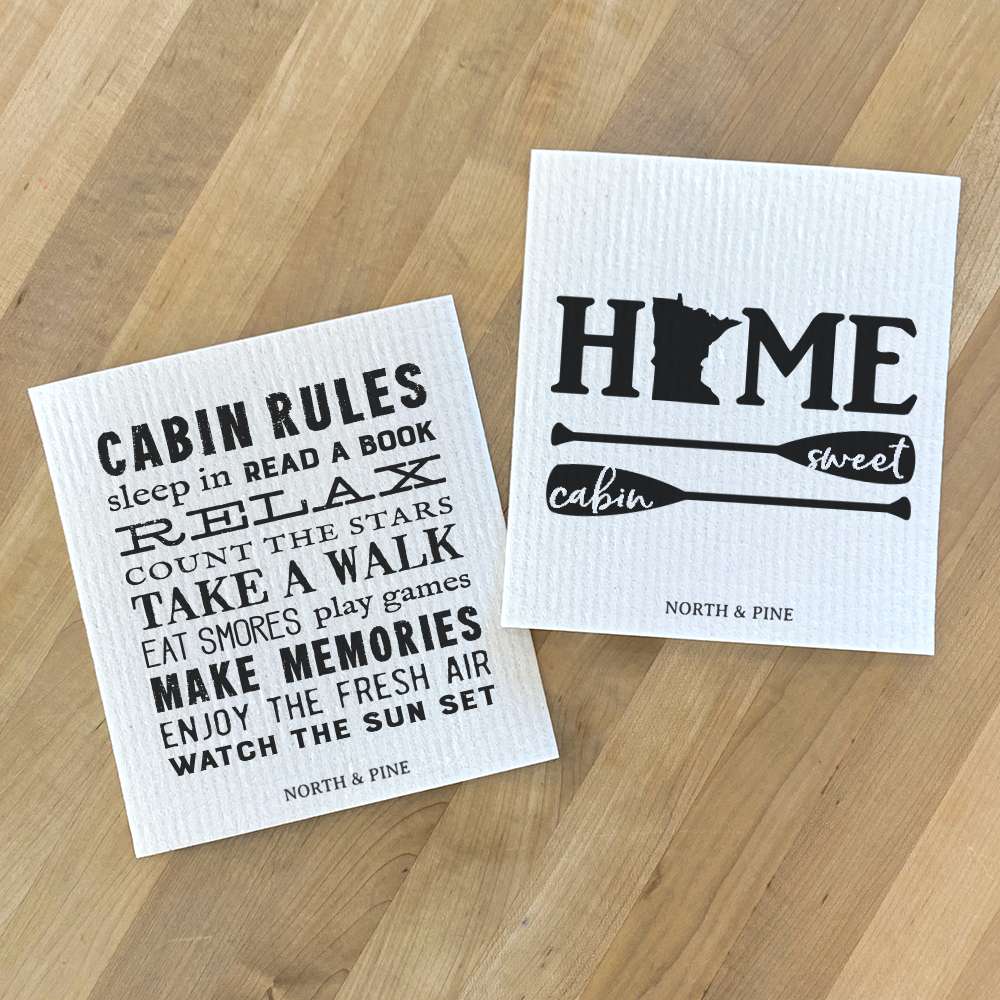 CABIN RULES
sleep in READ A BOOK
RELAX
COUNT THE STARS
TAKE A WALK
EAT SMORES play games
MAKE MEMORIES
ENJOY THE FRESH AIR
WATCH THE SUN SET
NORTH & PINE
H ME
sweet
cabin
NORTH & PINE